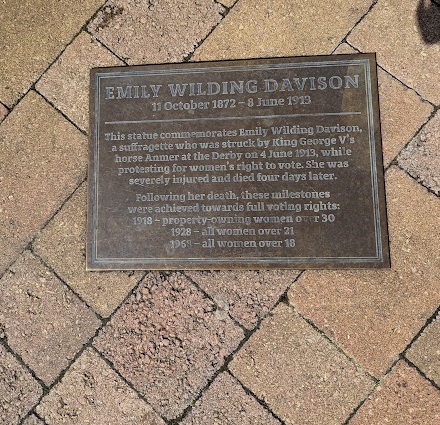 EMILY WILDING DAVISON
11 October 1872 – 8 June 1913
This statue commemorates Emily Wilding Davison,
a suffragette who was struck by King George V's
horse Anmer at the Derby on 4 June 1913, while
protesting for women's right to vote. She was
severely injured and died four days later.
Following her death, these milestones
were achieved towards full voting rights:
1918 – property-owning women over 30
1928 – all women over 21
1969 – all women over 18